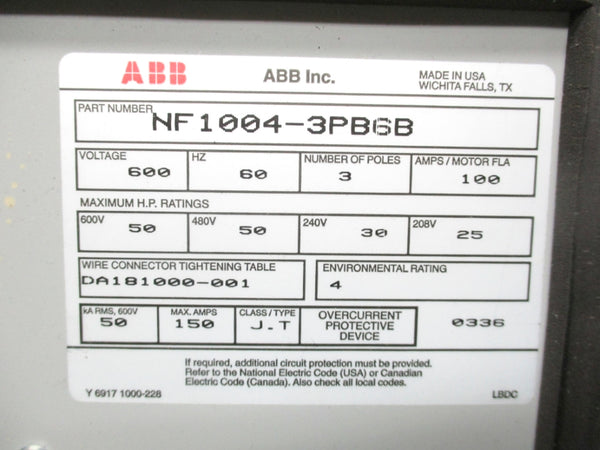 ABB ABB Inc. MADE IN USA
WICHITA FALLS, TX
PART NUMBER NF1004-3PB6B
VOLTAGE HZ NUMBER OF POLES AMPS / MOTOR FLA
600 60 3 100
MAXIMUM H.P. RATINGS
600V 480V 240V 208V
50 50 30 25
WIRE CONNECTOR TIGHTENING TABLE ENVIRONMENTAL RATING
DA181000-001 4
kA RMS, 600V MAX. AMPS CLASS / TYPE OVERCURRENT
50 150 J.T PROTECTIVE 0336
DEVICE
If required, additional circuit protection must be provided.
Refer to the National Electric Code (USA) or Canadian
Electric Code (Canada). Also check all local codes.
Y 6917 1000-228 LBDC